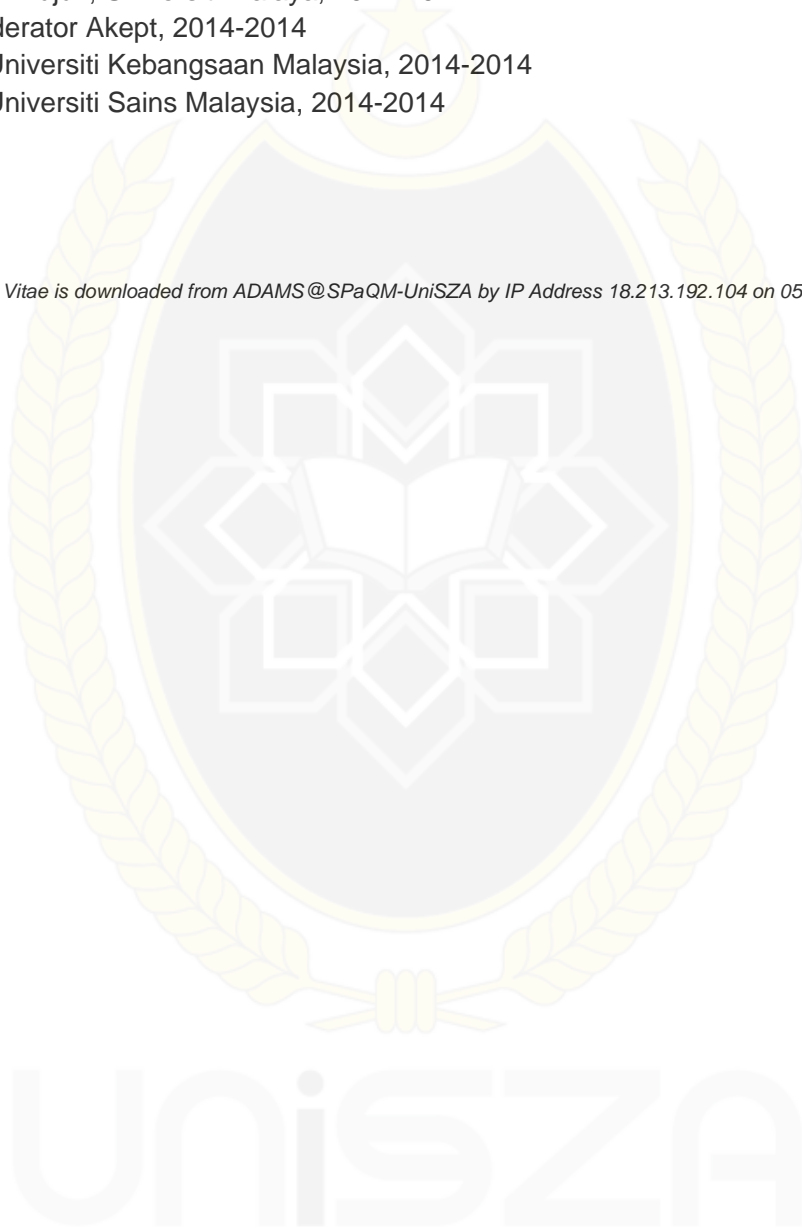 derator Akept, 2014-2014
Universiti Kebangsaan Malaysia, 2014-2014
Universiti Sains Malaysia, 2014-2014
Vitae is downloaded from ADAMS@SPaQM-UniSZA by IP Address 18.213.192.104 on 05
UniSZA